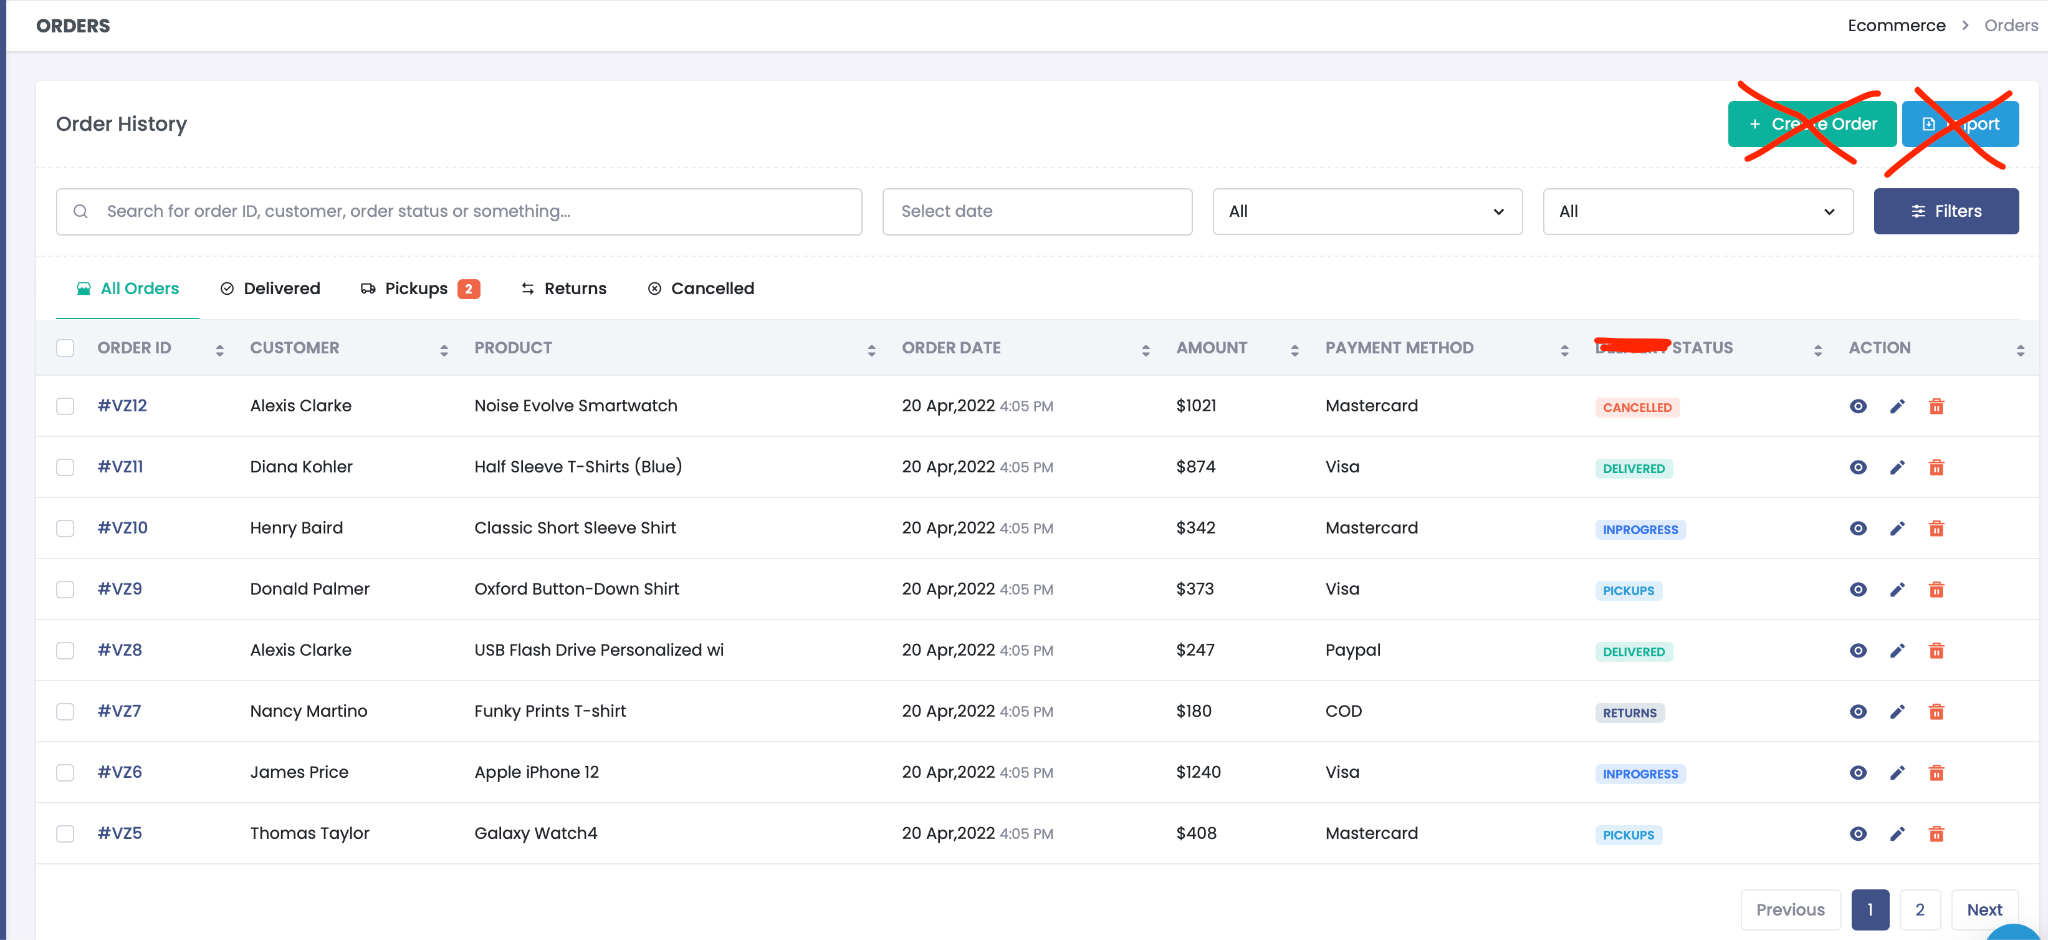 ORDERS
Ecommerce > Orders
Order History
+ Create Order
Import
Search for order ID, customer, order status or something...
Select date
All
All
Filters
All Orders
Delivered
Pickups 2
Returns
Cancelled
ORDER ID CUSTOMER PRODUCT ORDER DATE AMOUNT PAYMENT METHOD STATUS ACTION
#VZ12 Alexis Clarke Noise Evolve Smartwatch 20 Apr,2022 4:05 PM $1021 Mastercard CANCELLED
#VZ11 Diana Kohler Half Sleeve T-Shirts (Blue) 20 Apr,2022 4:05 PM $874 Visa DELIVERED
#VZ10 Henry Baird Classic Short Sleeve Shirt 20 Apr,2022 4:05 PM $342 Mastercard INPROGRESS
#VZ9 Donald Palmer Oxford Button-Down Shirt 20 Apr,2022 4:05 PM $373 Visa PICKUPS
#VZ8 Alexis Clarke USB Flash Drive Personalized wi 20 Apr,2022 4:05 PM $247 Paypal DELIVERED
#VZ7 Nancy Martino Funky Prints T-shirt 20 Apr,2022 4:05 PM $180 COD RETURNS
#VZ6 James Price Apple iPhone 12 20 Apr,2022 4:05 PM $1240 Visa INPROGRESS
#VZ5 Thomas Taylor Galaxy Watch4 20 Apr,2022 4:05 PM $408 Mastercard PICKUPS
Previous 1 2 Next